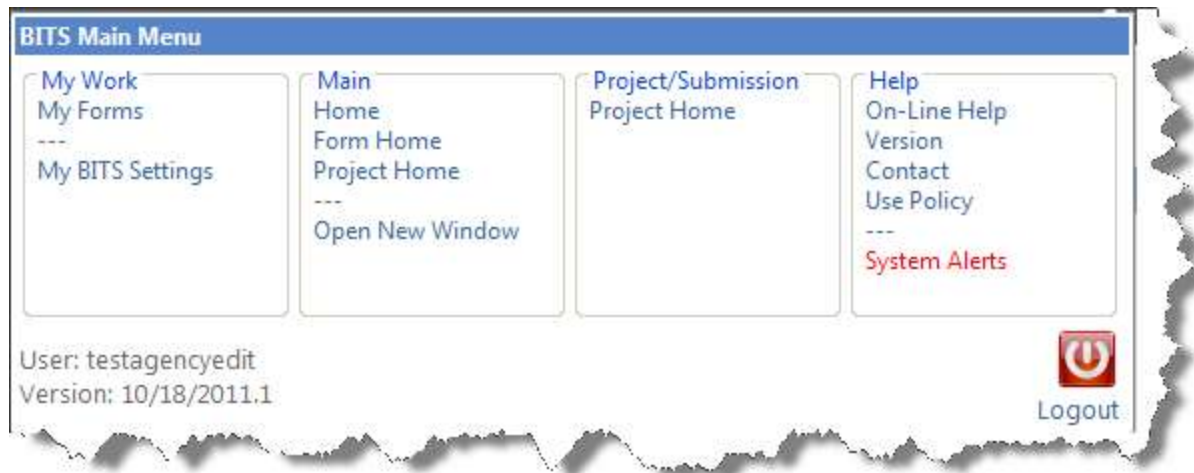 BITS Main Menu
My Work
My Forms
---
My BITS Settings
Main
Home
Form Home
Project Home
---
Open New Window
Project/Submission
Project Home
Help
On-Line Help
Version
Contact
Use Policy
---
System Alerts
User: testagencyedit
Version: 10/18/2011.1
Logout